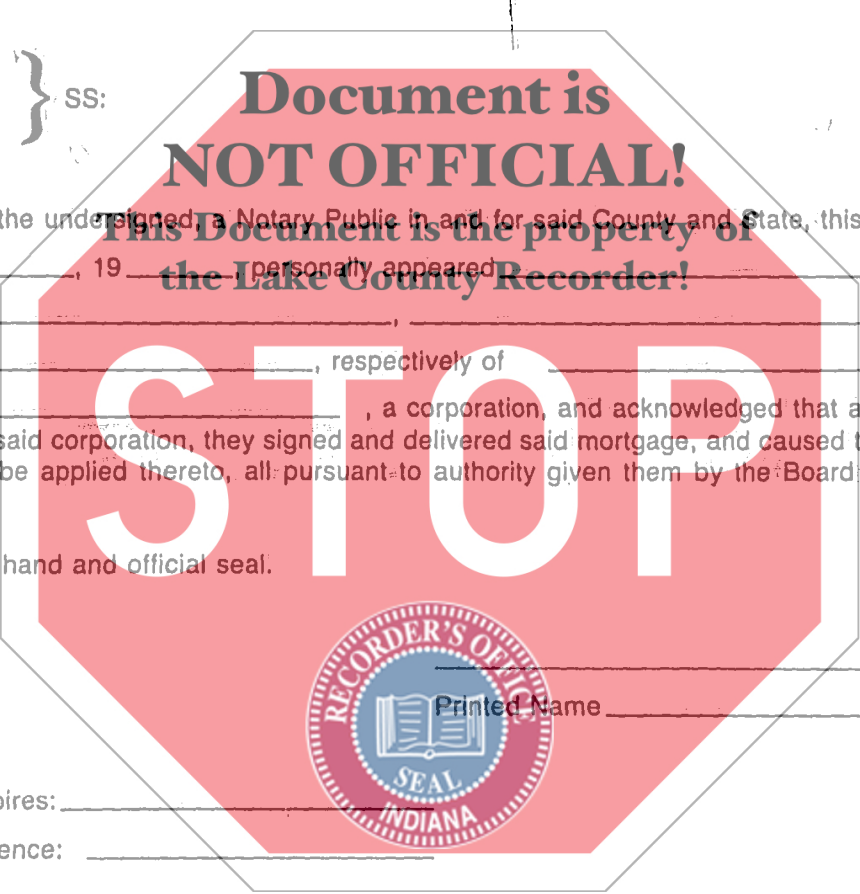 } SS:
Document is
NOT OFFICIAL!
the undersigned, a Notary Public in and for said County and State, this
This Document is the property of
, 19 , personally appeared
the Lake County Recorder!
,
, respectively of
STOP
, a corporation, and acknowledged that a
said corporation, they signed and delivered said mortgage, and caused t
be applied thereto, all pursuant to authority given them by the Board
hand and official seal.
RECORDER'S OFFICE
Printed Name
SEAL
INDIANA
pires:
ence: